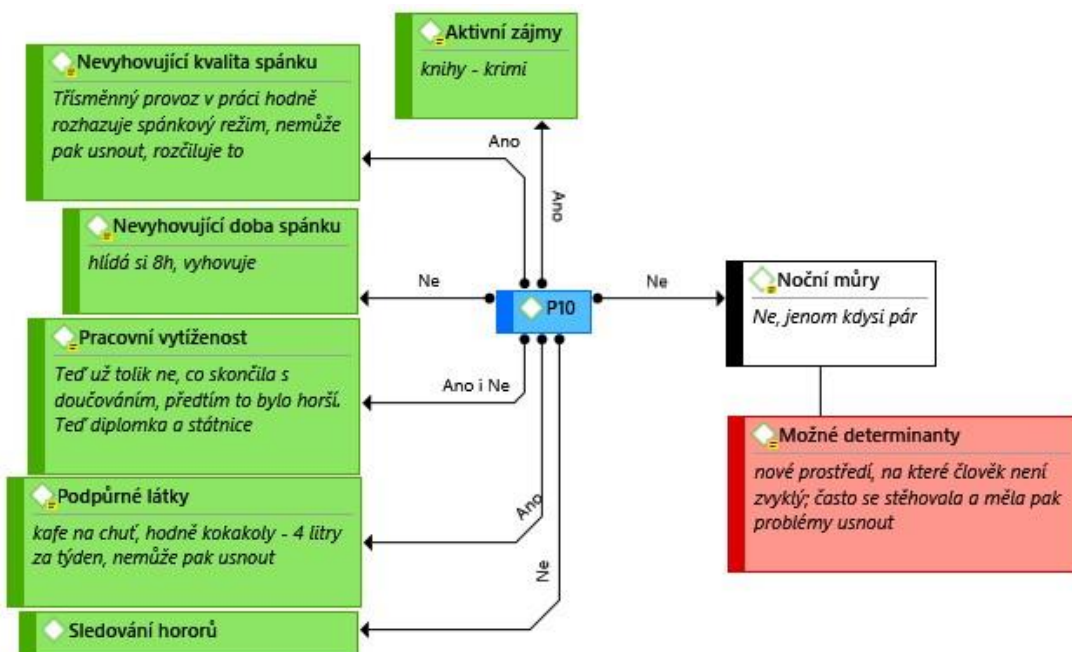 Aktivní zájmy
knihy - krimi
Nevyhovující kvalita spánku
Třísměnný provoz v práci hodně
rozhazuje spánkový režim, nemůže
pak usnout, rozčiluje to
Ano
Ano
Nevyhovující doba spánku
hlídá si 8h, vyhovuje
Ne
P10
Ne
Noční můry
Ne, jenom kdysi pár
Pracovní vytíženost
Teď už tolik ne, co skončila s
doučováním, předtím to bylo horší.
Teď diplomka a státnice
Ano i Ne
Možné determinanty
nové prostředí, na které člověk není
zvyklý; často se stěhovala a měla pak
problémy usnout
Podpůrné látky
kafe na chuť, hodně kokakoly - 4 litry
za týden, nemůže pak usnout
Ano
Ne
Sledování hororů